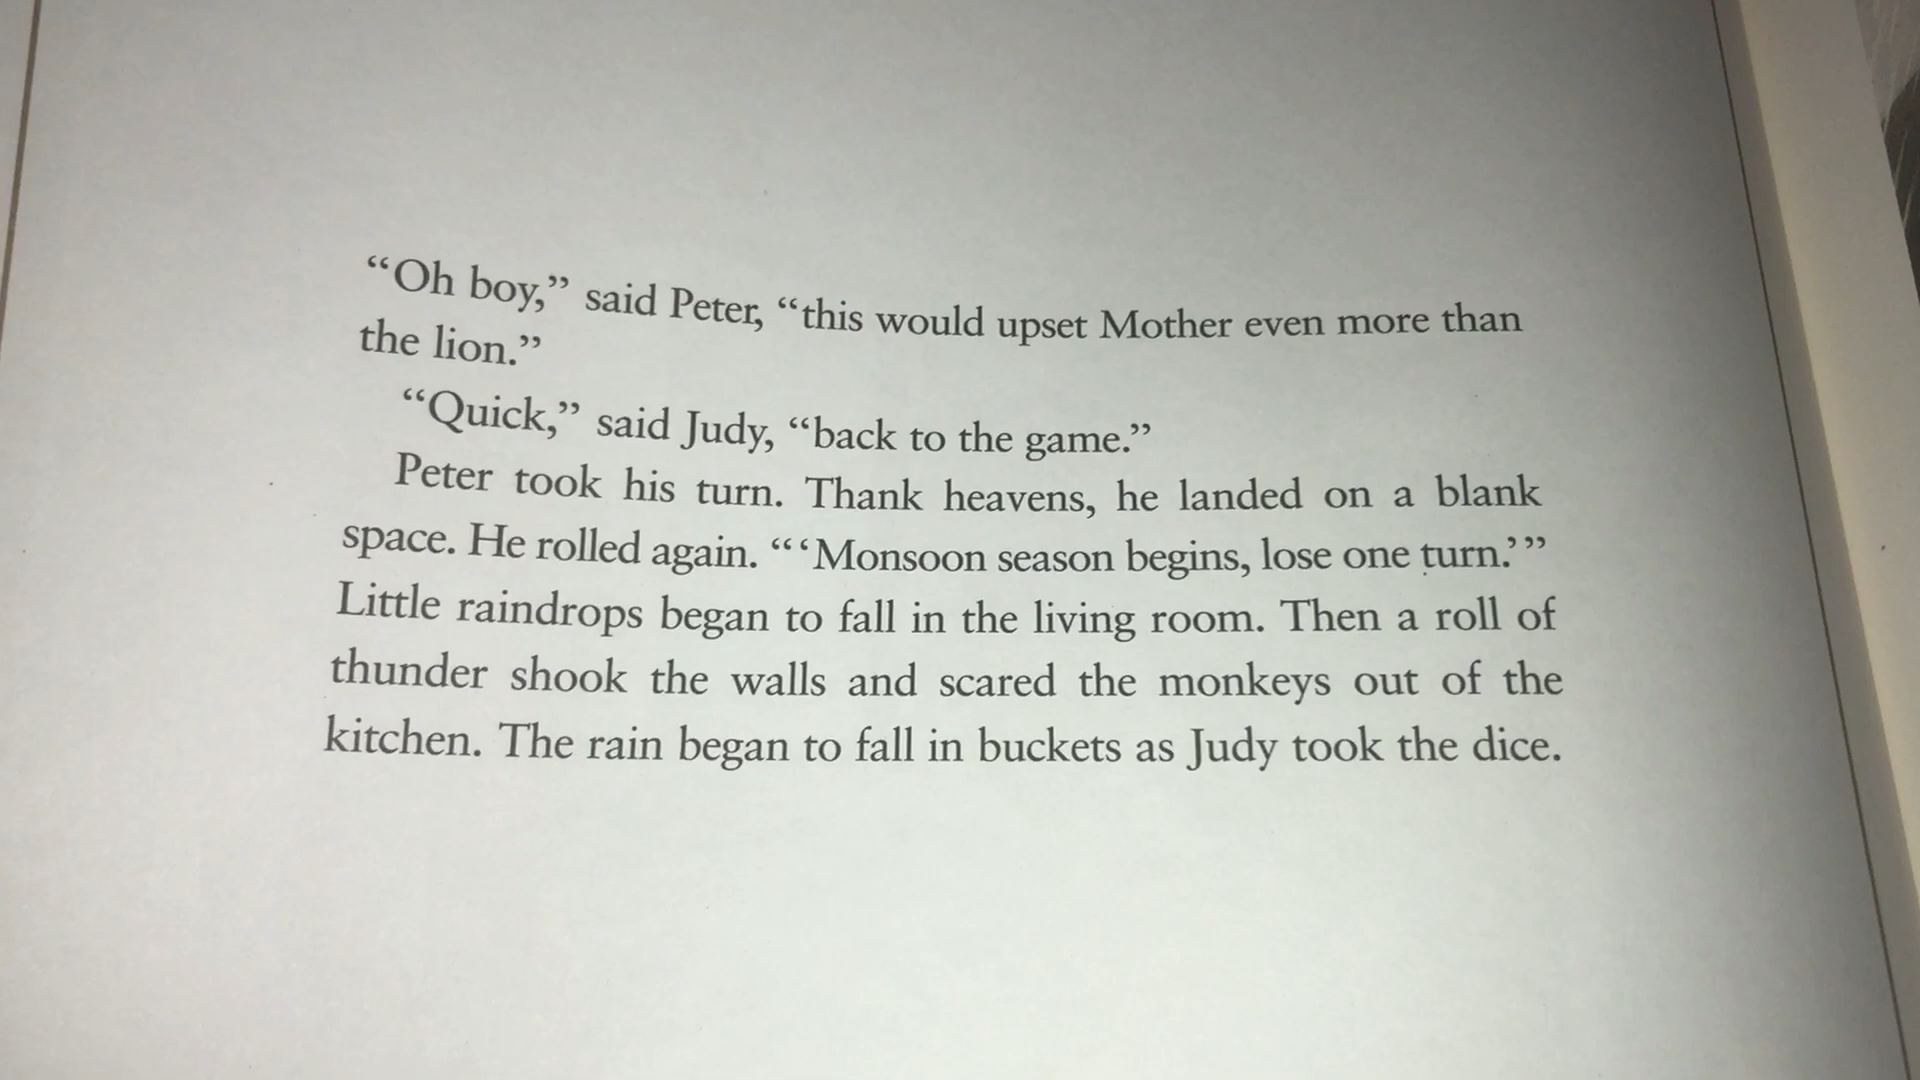 “Oh boy,” said Peter, “this would upset Mother even more than
the lion.”
“Quick,” said Judy, “back to the game.”
Peter took his turn. Thank heavens, he landed on a blank
space. He rolled again. “‘Monsoon season begins, lose one turn.’”
Little raindrops began to fall in the living room. Then a roll of
thunder shook the walls and scared the monkeys out of the
kitchen. The rain began to fall in buckets as Judy took the dice.